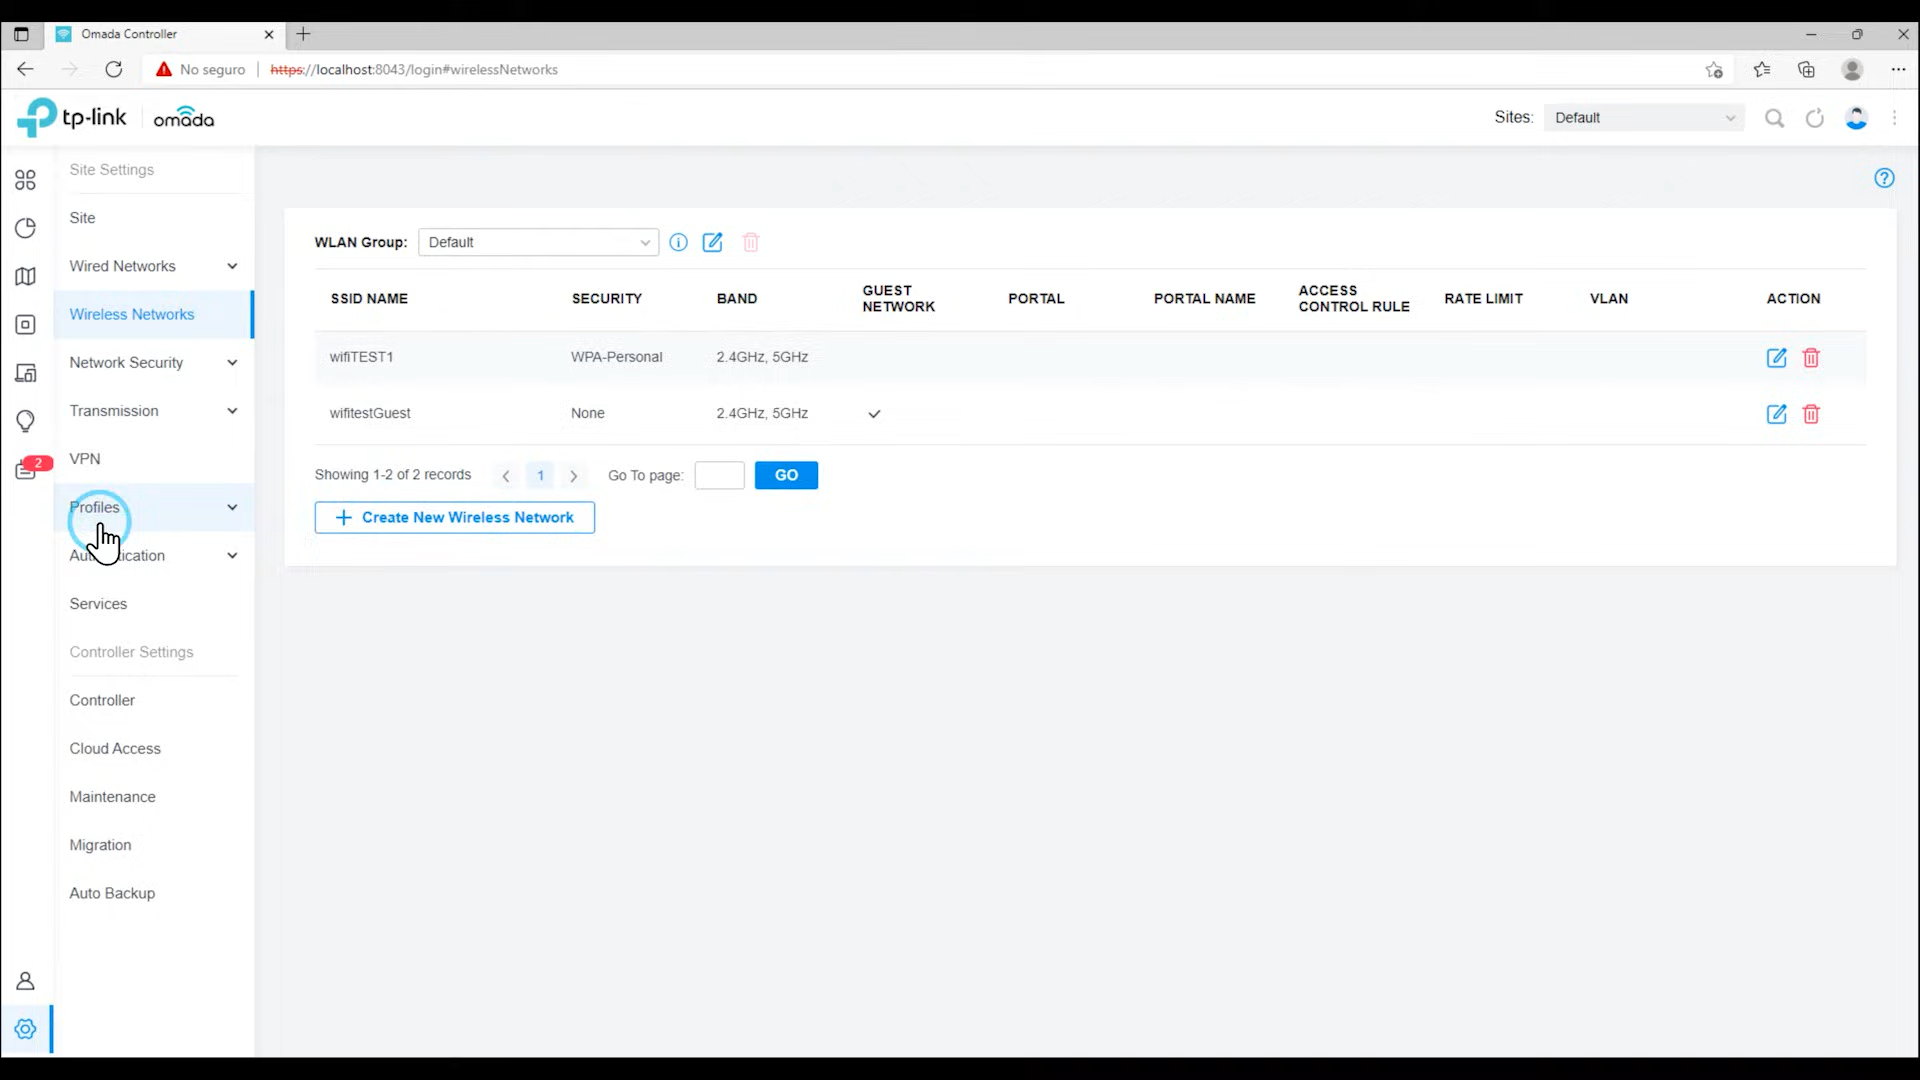 Omada Controller
No seguro
https://localhost:8043/login#wirelessNetworks
tp-link
omada
Sites: Default
Site Settings
Site
Wired Networks
Wireless Networks
Network Security
Transmission
VPN
2
Profiles
Authentication
Services
Controller Settings
Controller
Cloud Access
Maintenance
Migration
Auto Backup
WLAN Group: Default
SSID NAME SECURITY BAND GUEST NETWORK PORTAL PORTAL NAME ACCESS CONTROL RULE RATE LIMIT VLAN ACTION
wifiTEST1 WPA-Personal 2.4GHz, 5GHz
wifitestGuest None 2.4GHz, 5GHz
Showing 1-2 of 2 records 1 Go To page: GO
Create New Wireless Network